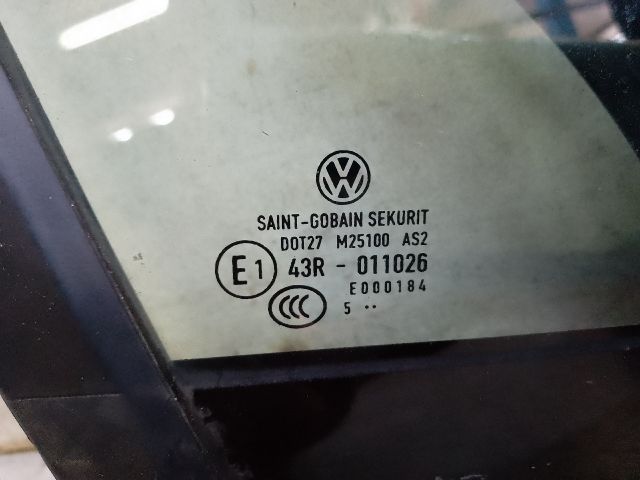 SAINT-GOBAIN SEKURIT
DOT27 M25100 AS2
E1 43R - 011026
E000184
CCC 5 ··